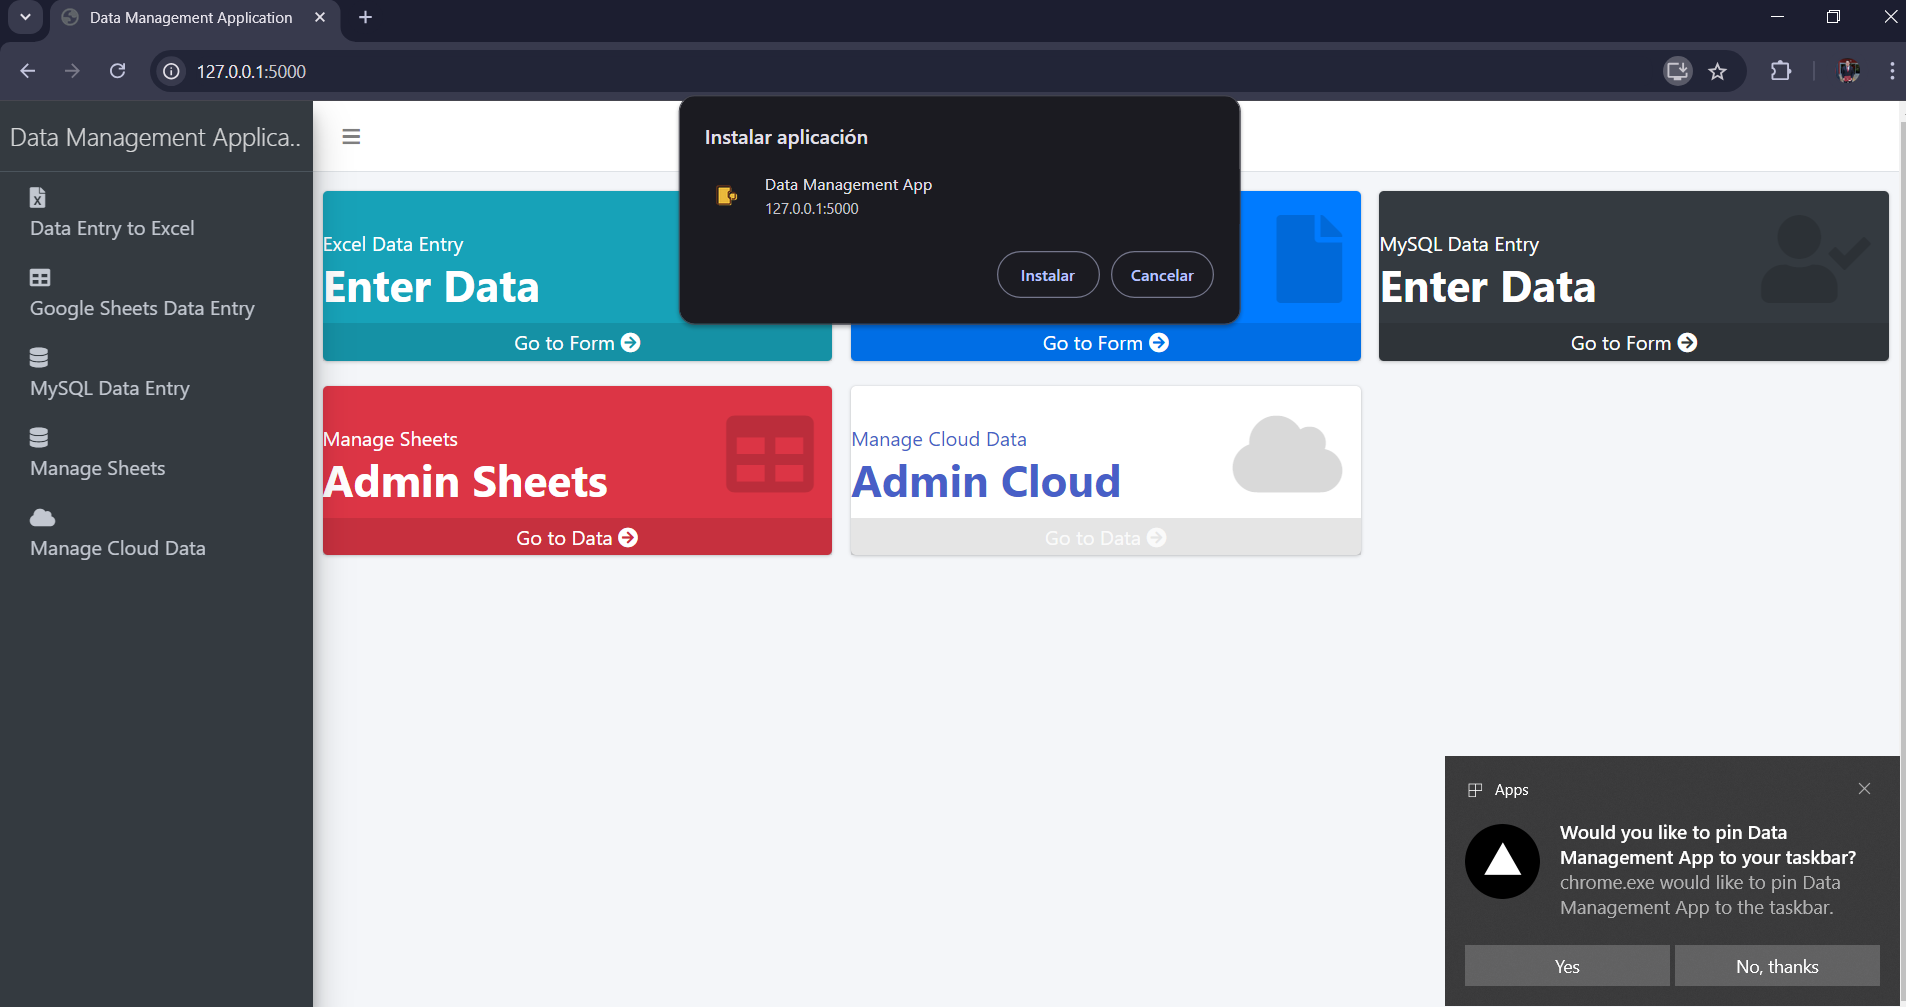 Data Management Application
127.0.0.1:5000
Data Management Applica..
Data Entry to Excel
Google Sheets Data Entry
MySQL Data Entry
Manage Sheets
Manage Cloud Data
Instalar aplicación
Data Management App
127.0.0.1:5000
Instalar
Cancelar
Excel Data Entry
Enter Data
Go to Form
Go to Form
MySQL Data Entry
Enter Data
Go to Form
Manage Sheets
Admin Sheets
Go to Data
Manage Cloud Data
Admin Cloud
Go to Data
Apps
Would you like to pin Data
Management App to your taskbar?
chrome.exe would like to pin Data
Management App to the taskbar.
Yes
No, thanks